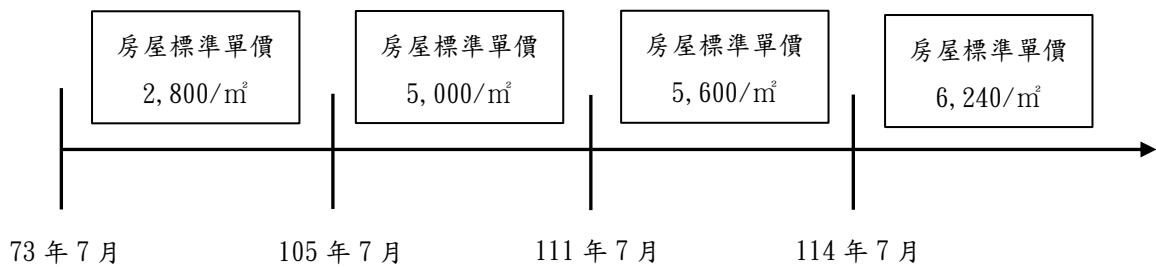 房屋標準單價
2,800/㎡
房屋標準單價
5,000/㎡
房屋標準單價
5,600/㎡
房屋標準單價
6,240/㎡
73 年 7 月
105 年 7 月
111 年 7 月
114 年 7 月